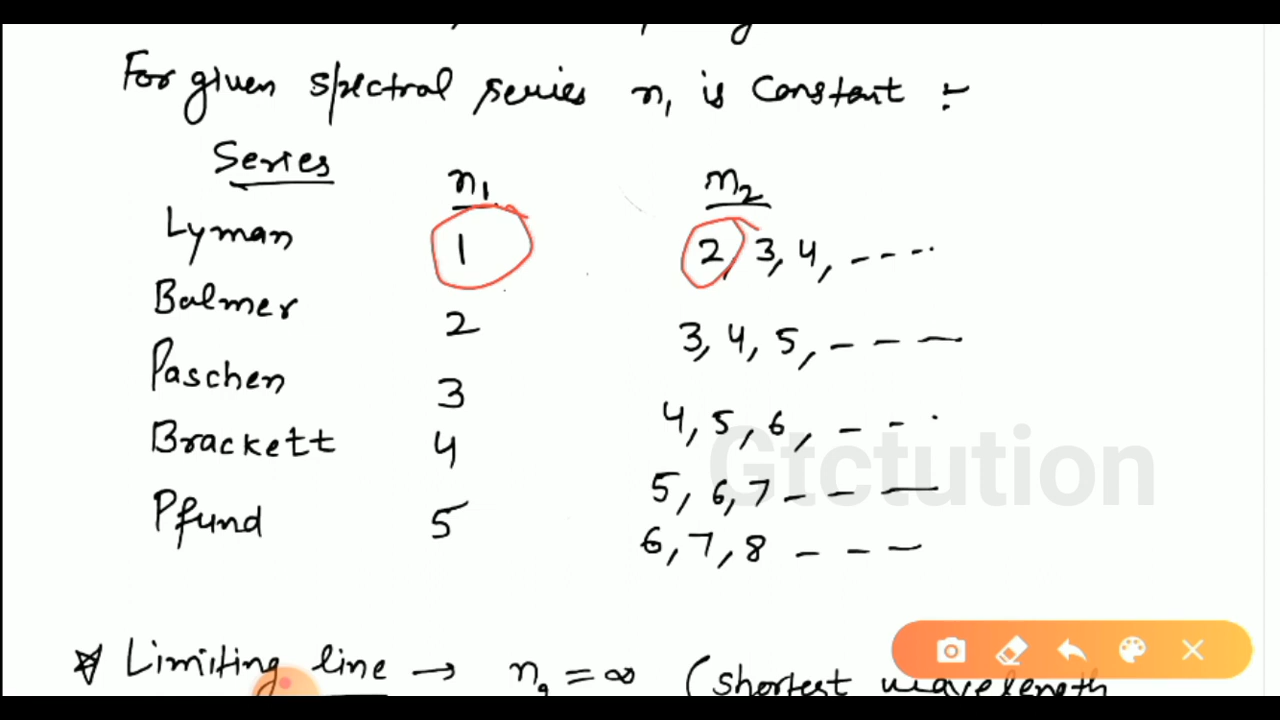 For given spectral series n₁ is constant :-
Series n₁ n₂
Lyman 1 2, 3, 4, ----
Balmer 2 3, 4, 5, ---
Paschen 3 4, 5, 6, ---
Brackett 4 5, 6, 7 ---
Pfund 5 6, 7, 8 ---
Gtctution
Limiting line → n₂ = ∞ (shortest wavelength